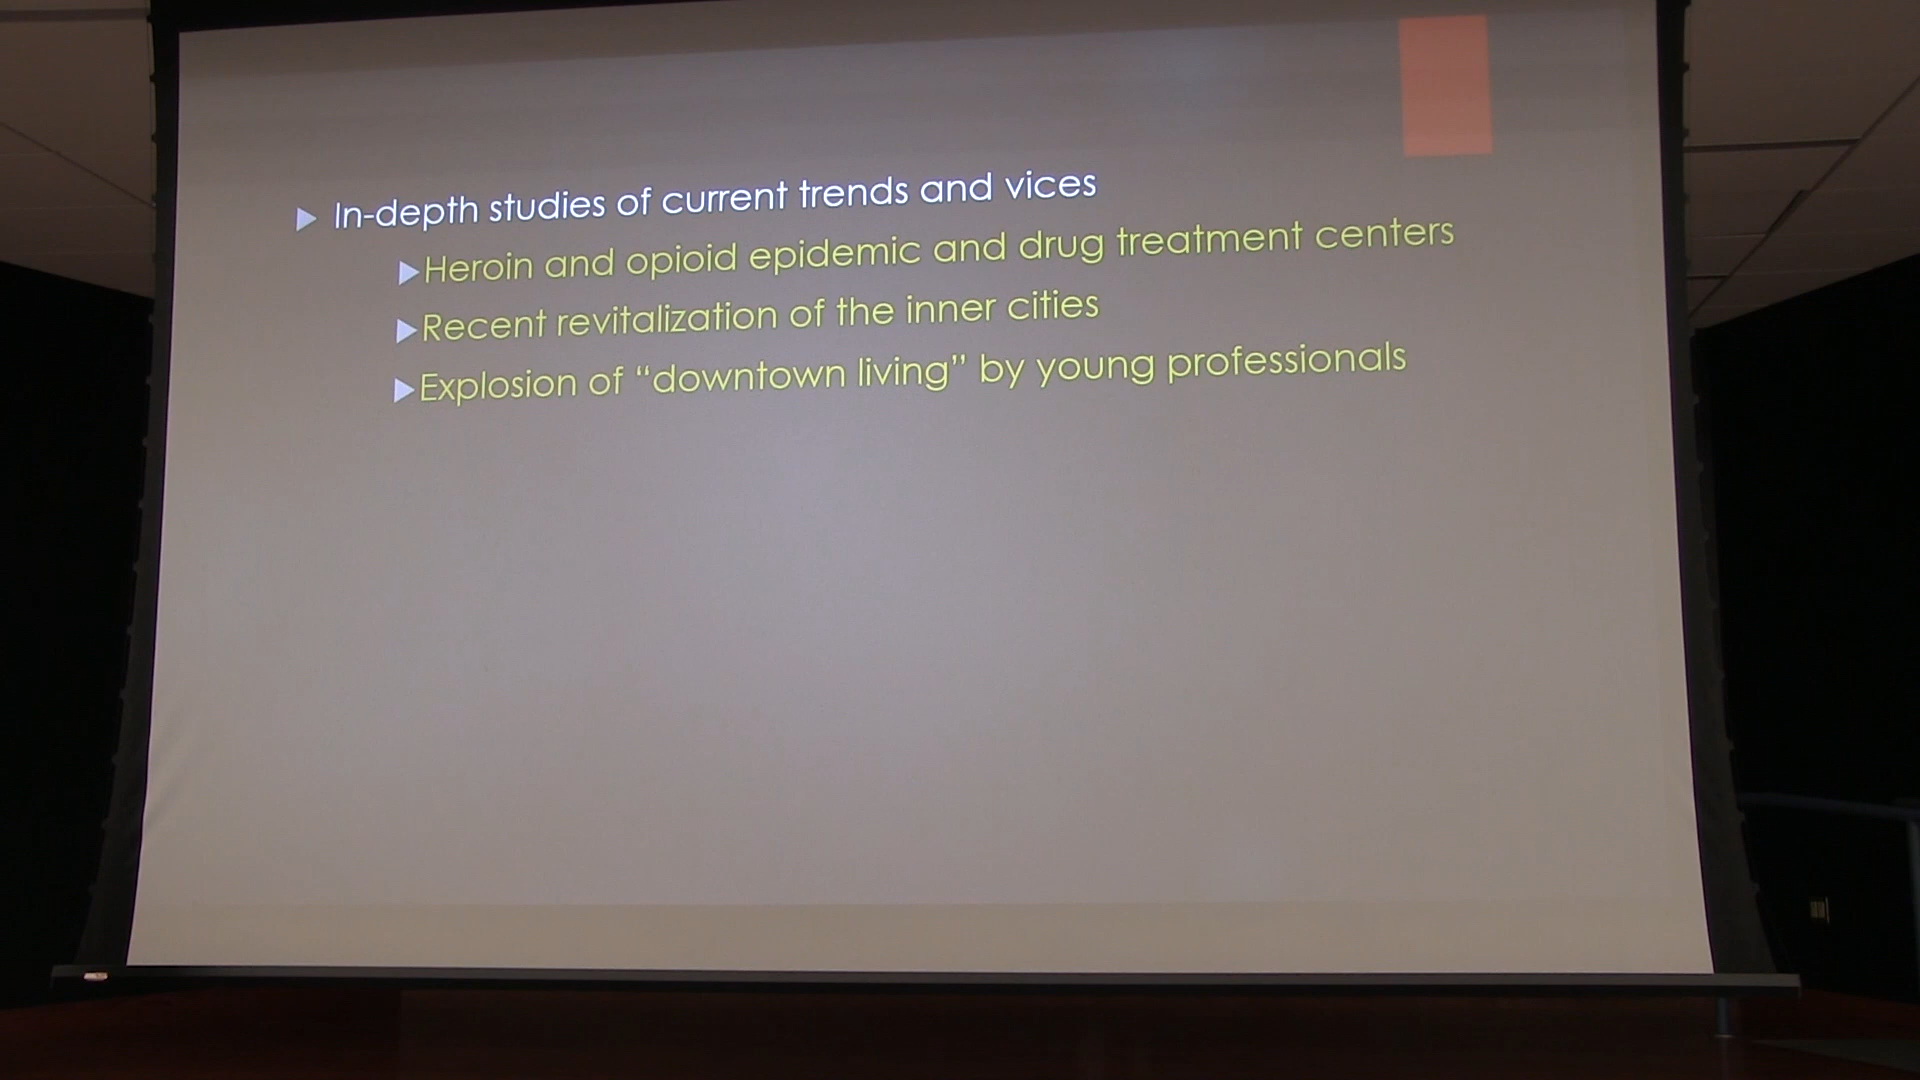 In-depth studies of current trends and vices
Heroin and opioid epidemic and drug treatment centers
Recent revitalization of the inner cities
Explosion of “downtown living” by young professionals